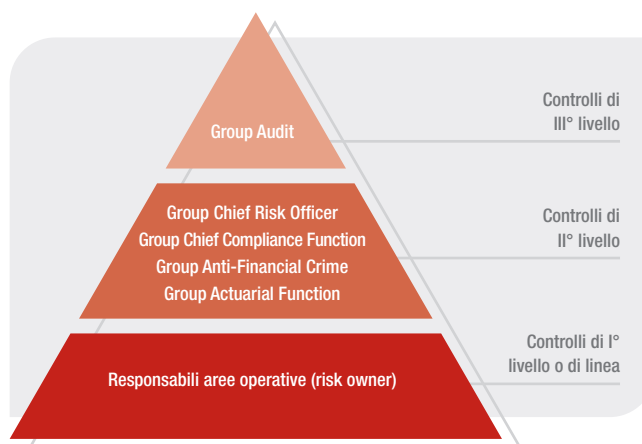 Group Audit
Controlli di
III° livello
Group Chief Risk Officer
Group Chief Compliance Function
Group Anti-Financial Crime
Group Actuarial Function
Controlli di
II° livello
Responsabili aree operative (risk owner)
Controlli di I°
livello o di linea